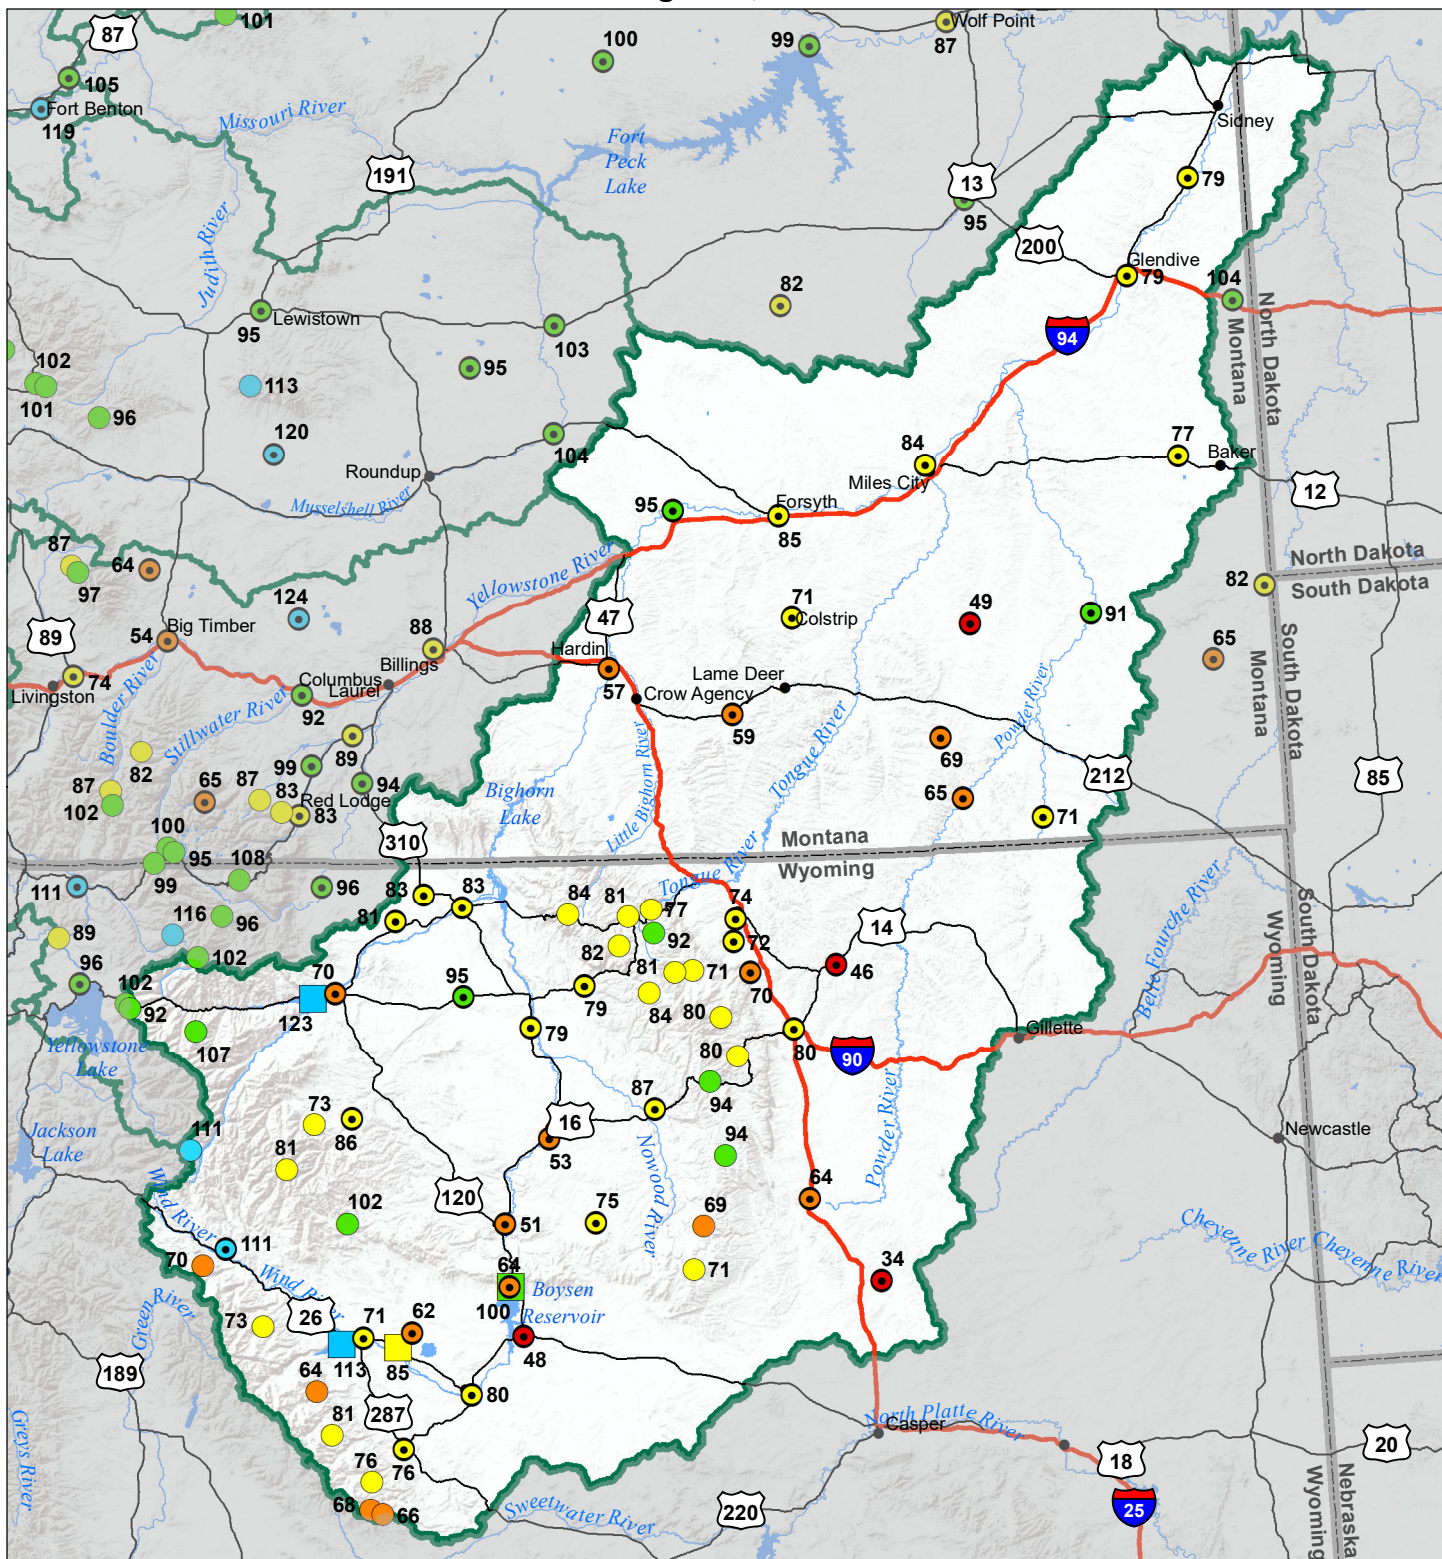 101
87
100
99
Wolf Point
87
105
Fort Benton
119
Missouri River
Fort
Peck
Lake
Sidney
191
13
79
95
Judith River
200
Glendive
79
104
82
North Dakota
Montana
95
Lewistown
103
94
102
95
101
113
96
120
104
84
77
Baker
Roundup
Miles City
12
Musselshell River
95
Forsyth
85
87
64
97
Yellowstone River
North Dakota
South Dakota
82
124
71
Colstrip
49
91
89
47
54
Big Timber
88
65
South Dakota
Montana
Billings
Hardin
74
Livingston
Columbus
Laurel
57
Lame Deer
Crow Agency
92
59
Boulder River
Stillwater River
Little Bighorn River
Tongue River
Powder River
69
82
89
99
212
85
87
102
65
87
83
94
Bighorn
Lake
65
71
Red Lodge
83
100
95
310
Montana
Wyoming
99
108
111
96
83
83
84
81
77
Tongue River
74
14
Belle Fourche River
South Dakota
Wyoming
116
96
81
92
72
89
82
102
96
70
95
81
71
70
46
102
92
123
79
84
80
107
79
80
80
90
Gillette
Yellowstone
Lake
87
94
73
86
16
Powder River
Newcastle
Jackson
Lake
111
53
94
81
Nowood River
Wind River
120
64
102
51
75
69
Cheyenne River
Cheyenne River
111
70
71
34
64
100
Boysen
Reservoir
Wind River
Green River
26
73
71
62
113
85
48
189
64
80
287
81
North Platte River
Casper
20
76
18
Greys River
76
68
66
Sweetwater River
220
25
Nebraska
Wyoming